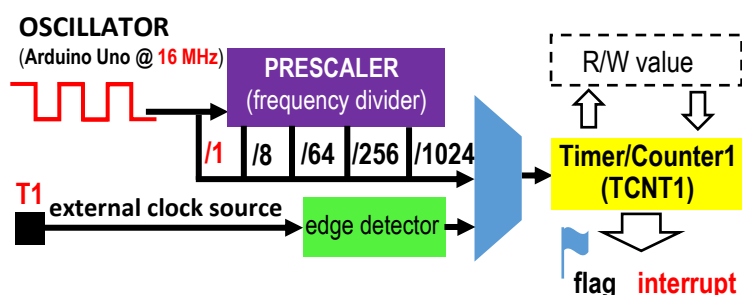 OSCILLATOR
(Arduino Uno @ 16 MHz)
PRESCALER
(frequency divider)
/1 /8 /64 /256 /1024
R/W value
Timer/Counter1
(TCNT1)
T1
external clock source
edge detector
flag interrupt